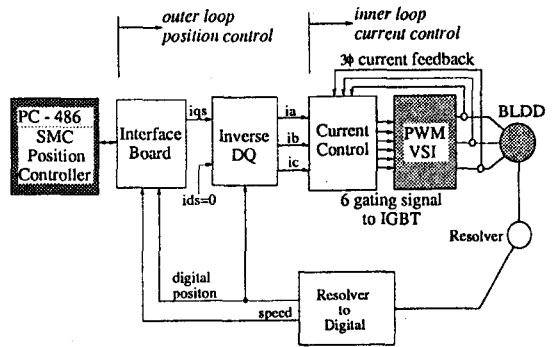 outer loop
position control
inner loop
current control
3ϕ current feedback
PC - 486
SMC
Position
Controller
Interface
Board
iqs
Inverse
DQ
ids=0
ia
ib
ic
Current
Control
PWM
VSI
BLDD
6 gating signal
to IGBT
Resolver
digital
positon
speed
Resolver
to
Digital